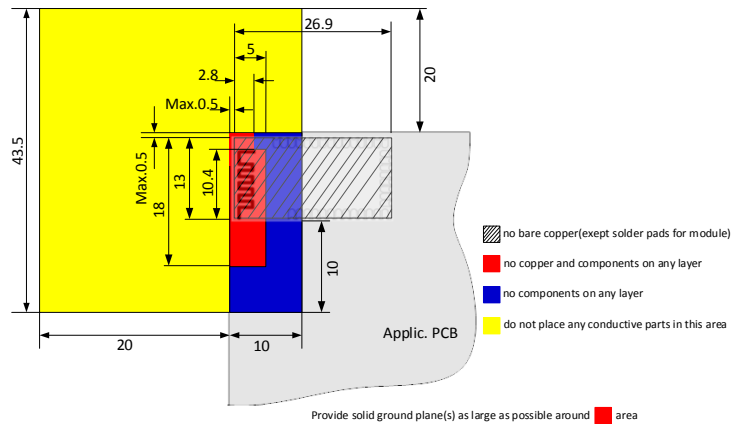 26.9
5
20
2.8
Max.0.5
43.5
Max.0.5
13
10.4
18
no bare copper(exept solder pads for module)
no copper and components on any layer
10
no components on any layer
do not place any conductive parts in this area
Applic. PCB
20
10
Provide solid ground plane(s) as large as possible around area